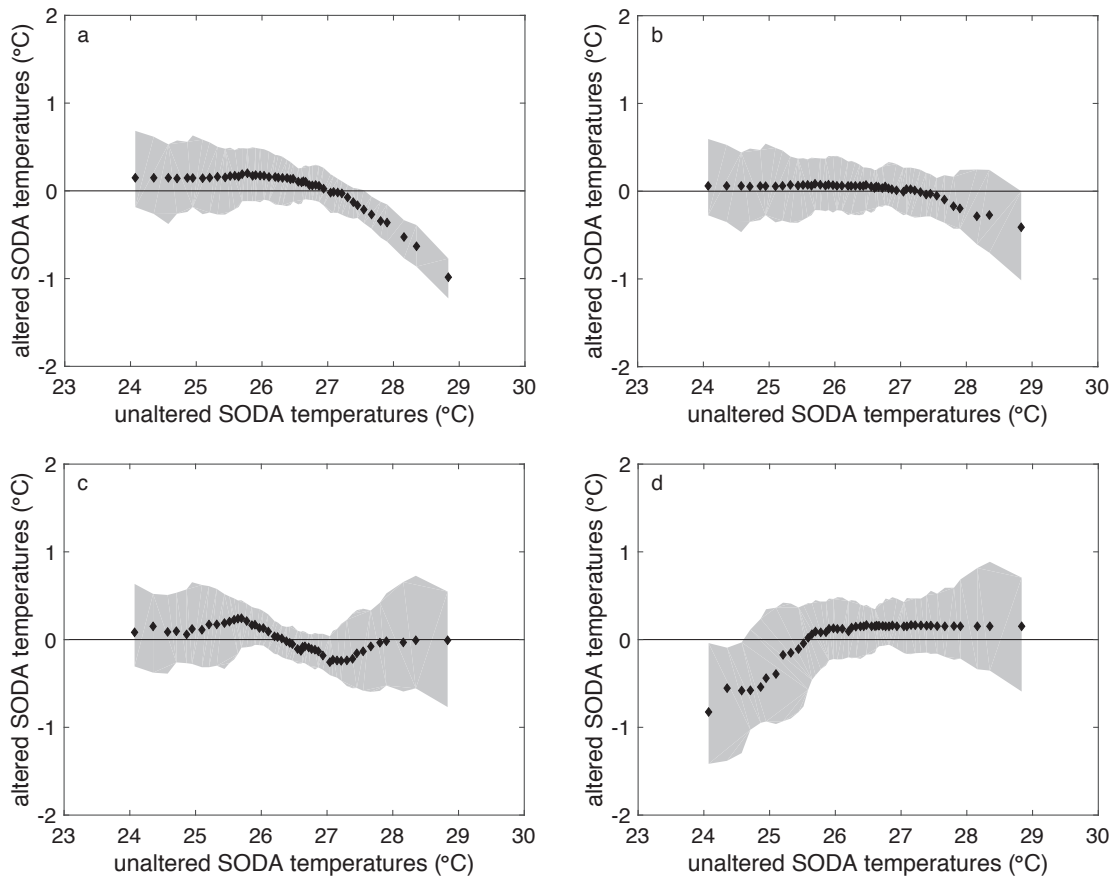 a
2
1
0
-1
-2
23 24 25 26 27 28 29 30
altered SODA temperatures (°C)
unaltered SODA temperatures (°C)
b
2
1
0
-1
-2
23 24 25 26 27 28 29 30
altered SODA temperatures (°C)
unaltered SODA temperatures (°C)
c
2
1
0
-1
-2
23 24 25 26 27 28 29 30
altered SODA temperatures (°C)
unaltered SODA temperatures (°C)
d
2
1
0
-1
-2
23 24 25 26 27 28 29 30
altered SODA temperatures (°C)
unaltered SODA temperatures (°C)